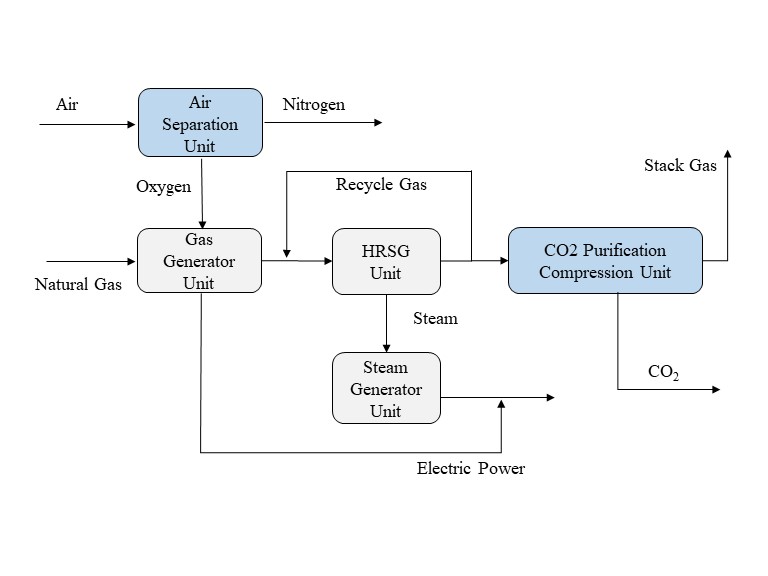 Air
Air
Separation
Unit
Nitrogen
Stack Gas
Oxygen
Recycle Gas
Gas
Generator
Unit
HRSG
Unit
CO2 Purification
Compression Unit
Natural Gas
Steam
Steam
Generator
Unit
CO₂
Electric Power